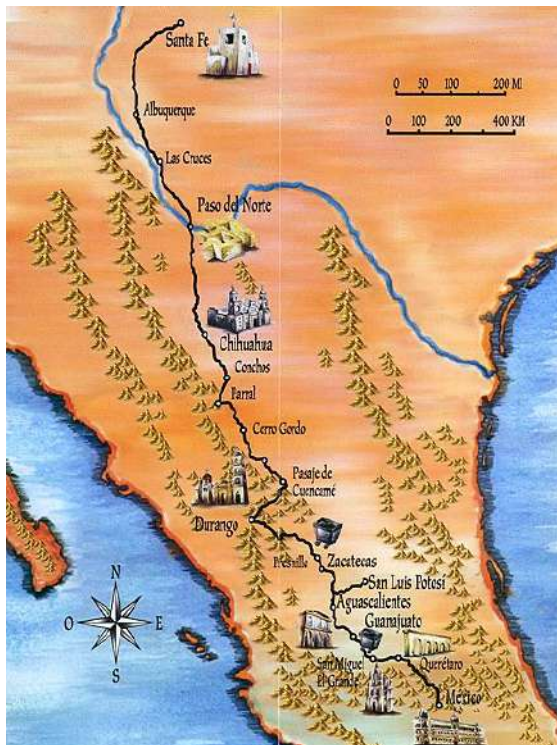 Santa Fe
0 50 100 200 MI
Albuquerque
0 100 200 400 KM
Las Cruces
Paso del Norte
Chihuahua
Conchos
Parral
Cerro Gordo
Pasaje de
Cuencamé
Durango
Fresnillo
Zacatecas
San Luis Potosí
Aguascalientes
Guanajuato
N
O E
S
San Miguel
El Grande
Querétaro
México